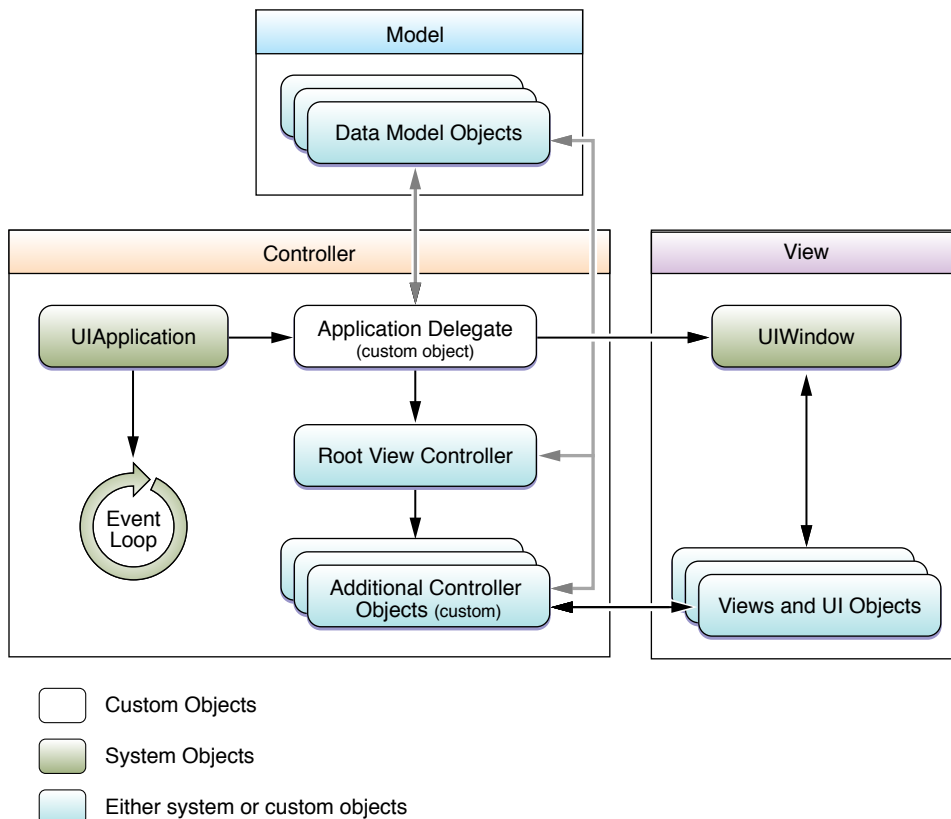 Model
Data Model Objects
Controller
View
UIApplication
Application Delegate
(custom object)
UIWindow
Root View Controller
Event
Loop
Additional Controller
Objects (custom)
Views and UI Objects
Custom Objects
System Objects
Either system or custom objects